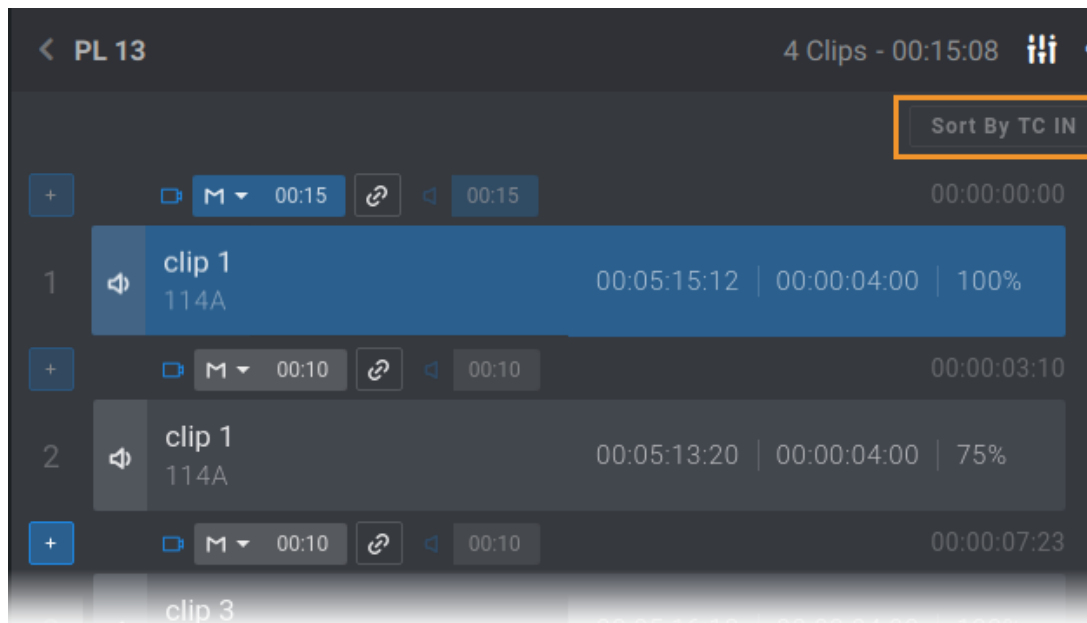 PL 13 4 Clips - 00:15:08
Sort By TC IN
+ M 00:15 00:15 00:00:00:00
1 clip 1 00:05:15:12 00:00:04:00 100%
114A
+ M 00:10 00:10 00:00:03:10
2 clip 1 00:05:13:20 00:00:04:00 75%
114A
+ M 00:10 00:10 00:00:07:23
clip 3